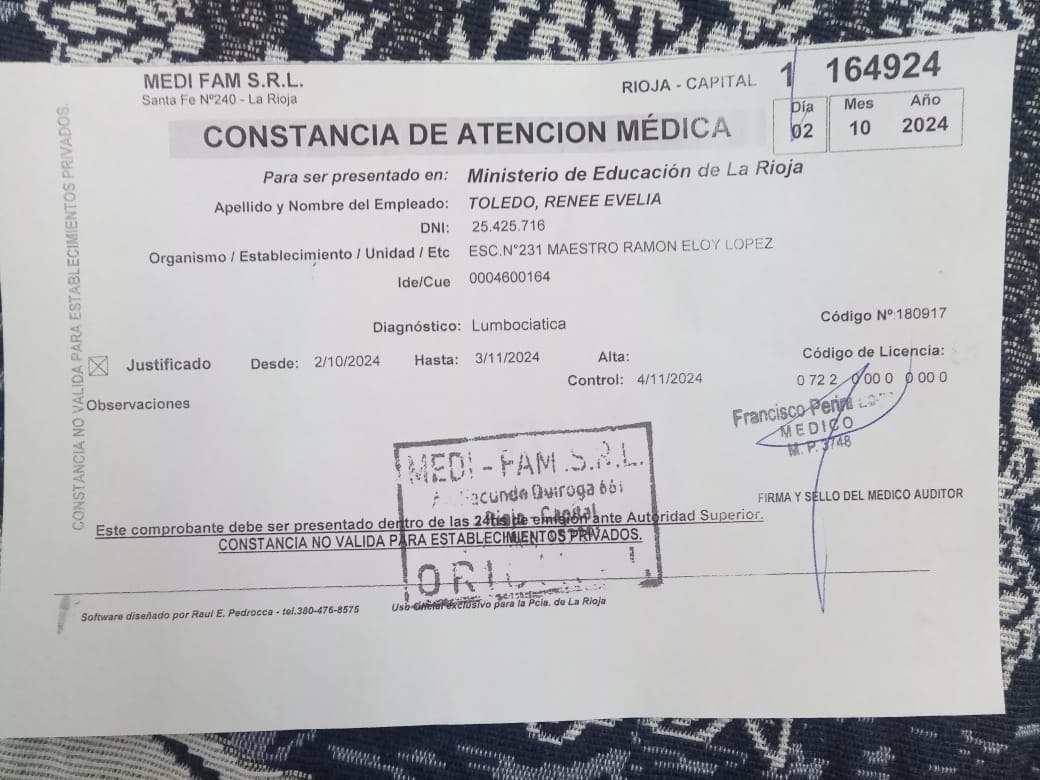 MEDI FAM S.R.L.
Santa Fe Nº240 - La Rioja
RIOJA - CAPITAL 1 164924
Día Mes Año
02 10 2024
CONSTANCIA DE ATENCION MÉDICA
Para ser presentado en: Ministerio de Educación de La Rioja
Apellido y Nombre del Empleado: TOLEDO, RENEE EVELIA
DNI: 25.425.716
Organismo / Establecimiento / Unidad / Etc ESC.N°231 MAESTRO RAMON ELOY LOPEZ
Ide/Cue 0004600164
Diagnóstico: Lumbociatica
Código Nº:180917
Justificado Desde: 2/10/2024 Hasta: 3/11/2024 Alta:
Control: 4/11/2024
Código de Licencia:
0 72 2 0 00 0 0 00 0
Observaciones
Francisco
MEDICO
M. P. 3748
FIRMA Y SELLO DEL MEDICO AUDITOR
MEDI - FAM S.R.L.
Quiroga
Este comprobante debe ser presentado dentro de las de emisión ante Autoridad Superior.
CONSTANCIA NO VALIDA PARA ESTABLECIMIENTOS PRIVADOS.
Software diseñado por Raul E. Pedrocca - tel.380-476-8575
Uso Oficial exclusivo para la Pcia. de La Rioja
CONSTANCIA NO VALIDA PARA ESTABLECIMIENTOS PRIVADOS.